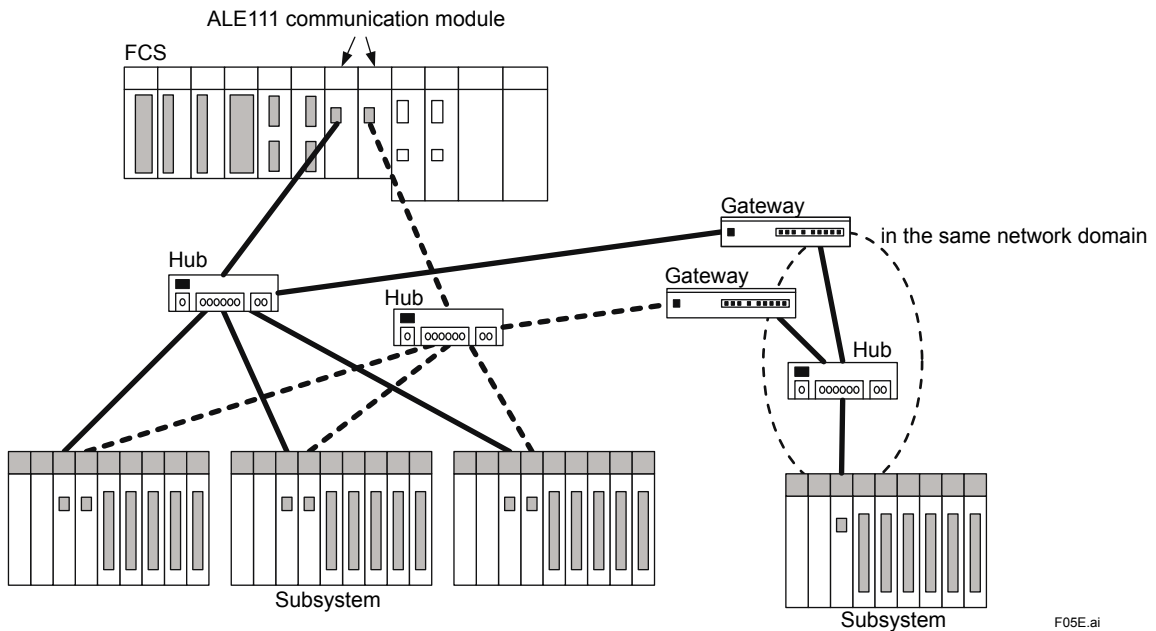 ALE111 communication module
FCS
Gateway
in the same network domain
Hub
Gateway
Hub
Hub
Subsystem
Subsystem
F05E.ai